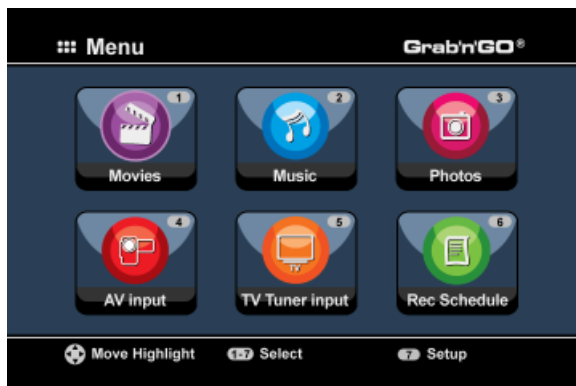 Menu
Grab'n'GO®
1
2
3
Movies
Music
Photos
4
5
6
TV
AV input
TV Tuner input
Rec Schedule
Move Highlight
1-7 Select
7 Setup